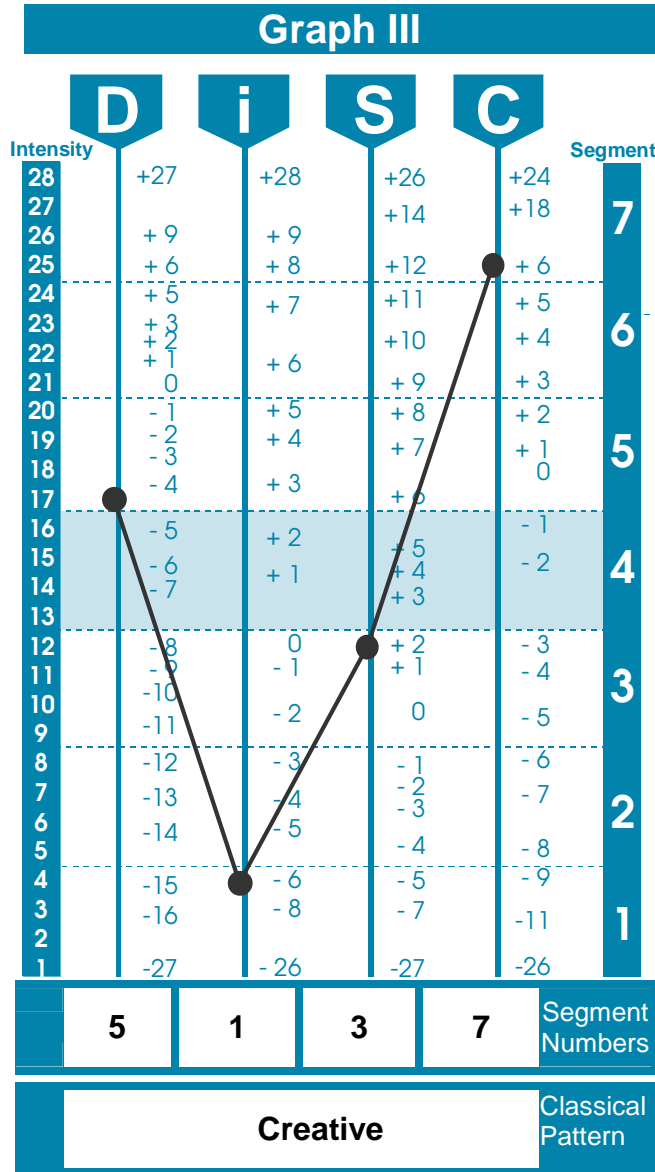 Graph III
D i S C
Intensity Segment
28 +27 +28 +26 +24
27 +14 +18 7
26 + 9 + 9
25 + 6 + 8 +12 + 6
24 + 5 + 7 +11 + 5
23 + 3 6
+ 2 +10 + 4
22 + 1 + 6
21 0 + 9 + 3
20 - 1 + 5 + 8 + 2
19 - 2 + 4 + 7 + 1 5
18 - 3 0
- 4 + 3
17 + 6
16 - 5 + 2 - 1
15 - 6 + 5 - 2 4
14 - 7 + 1 + 4
13 + 3
12 -8 0 + 2 - 3
11 - 9 - 1 + 1 - 4 3
10 -10 - 2 0 - 5
9 -11
8 -12 - 3 - 1 - 6
7 -13 - 4 - 2 - 7 2
6 -14 - 5 - 3
5 - 4 - 8
4 -15 - 6 - 5 - 9
3 -16 - 8 - 7 -11 1
2
1 -27 - 26 -27 -26
5 1 3 7 Segment
Numbers
Creative Classical
Pattern